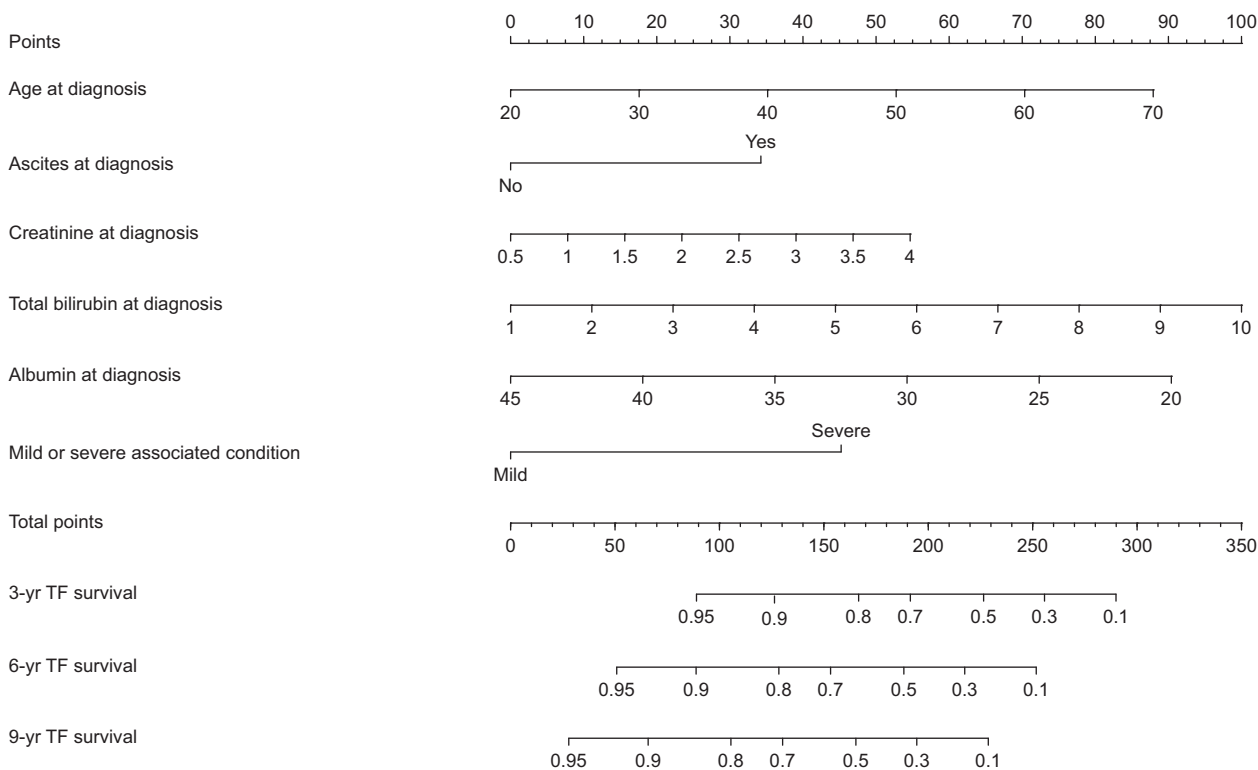 0 10 20 30 40 50 60 70 80 90 100
Points
Age at diagnosis
20 30 40 50 60 70
Yes
Ascites at diagnosis
No
Creatinine at diagnosis
0.5 1 1.5 2 2.5 3 3.5 4
Total bilirubin at diagnosis
1 2 3 4 5 6 7 8 9 10
Albumin at diagnosis
45 40 35 30 25 20
Severe
Mild or severe associated condition
Mild
Total points
0 50 100 150 200 250 300 350
3-yr TF survival
0.95 0.9 0.8 0.7 0.5 0.3 0.1
6-yr TF survival
0.95 0.9 0.8 0.7 0.5 0.3 0.1
9-yr TF survival
0.95 0.9 0.8 0.7 0.5 0.3 0.1